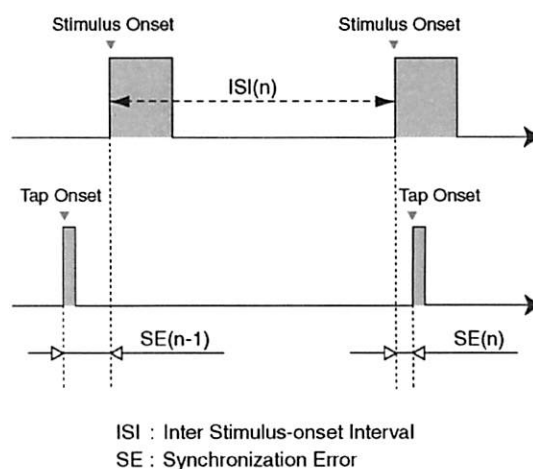 Stimulus Onset Stimulus Onset
ISI(n)
Tap Onset Tap Onset
SE(n-1) SE(n)
ISI : Inter Stimulus-onset Interval
SE : Synchronization Error